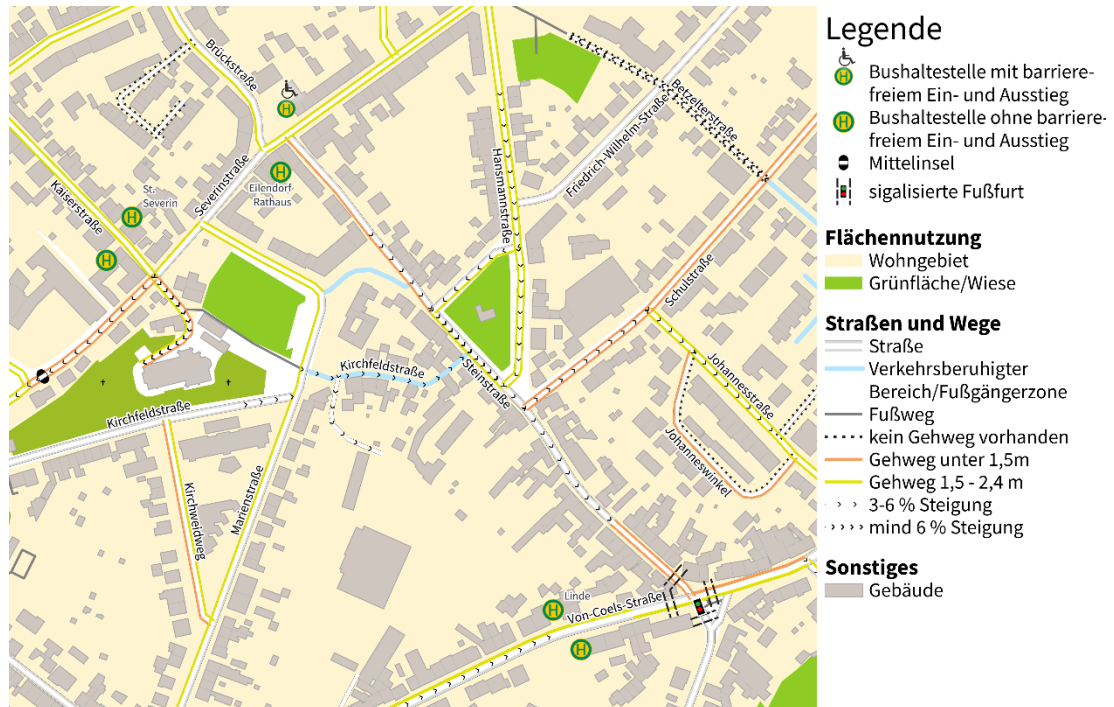 Brückstraße
H
Betzelterstraße
Friedrich-Wilhelm-Straße
Hansmannstraße
H
Eilendorf-
Rathaus
Severinstraße
St.
Severin
Kaiserstraße
H
H
Schulstraße
Steinstraße
Kirchfeldstraße
Johannesstraße
Kirchfeldstraße
Johanneswinkel
Marienstraße
Kirchweidweg
Linde
H
Von-Coels-Straße
H
Legende
H Bushaltestelle mit barriere-
freiem Ein- und Ausstieg
H Bushaltestelle ohne barriere-
freiem Ein- und Ausstieg
Mittelinsel
sigalisierte Fußfurt
Flächennutzung
Wohngebiet
Grünfläche/Wiese
Straßen und Wege
Straße
Verkehrsberuhigter
Bereich/Fußgängerzone
Fußweg
kein Gehweg vorhanden
Gehweg unter 1,5m
Gehweg 1,5 - 2,4 m
3-6 % Steigung
mind 6 % Steigung
Sonstiges
Gebäude